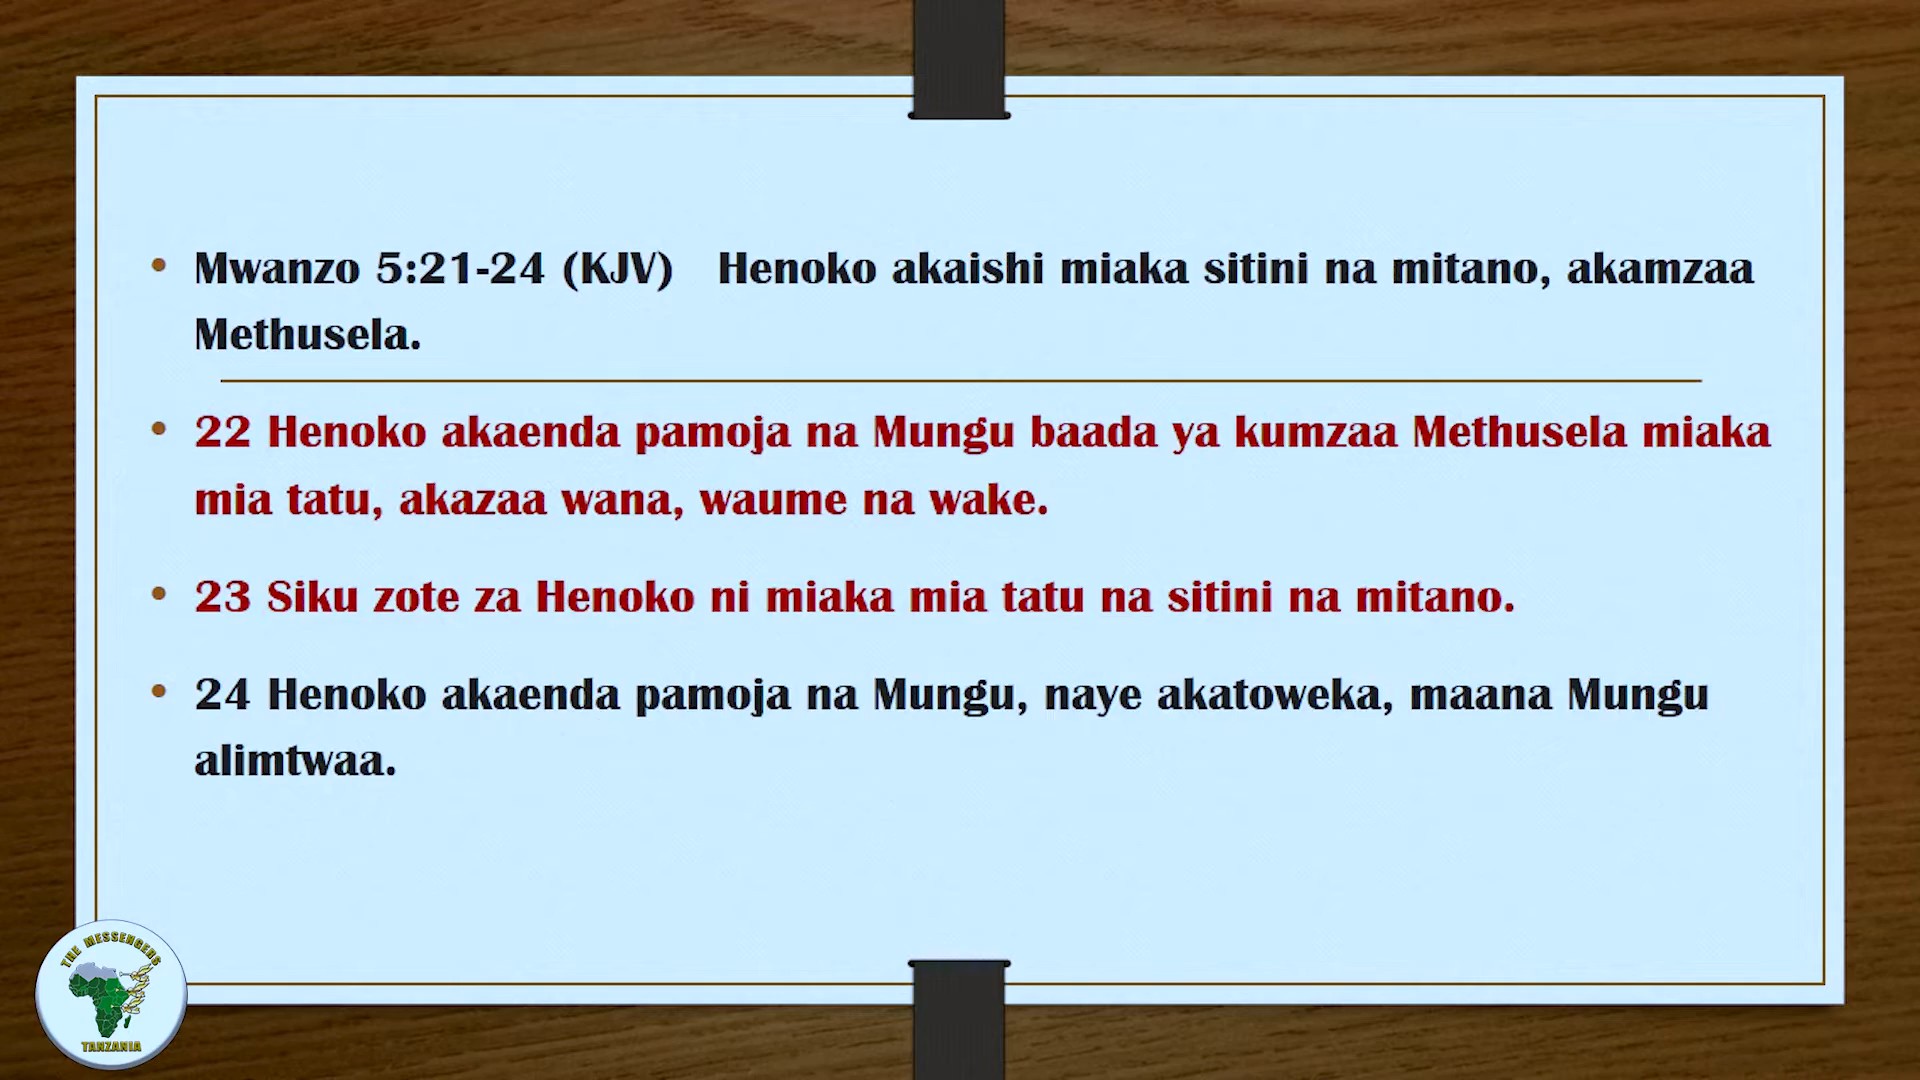 Mwanzo 5:21-24 (KJV) Henoko akaishi miaka sitini na mitano, akamzaa
Methusela.
22 Henoko akaenda pamoja na Mungu baada ya kumzaa Methusela miaka
mia tatu, akazaa wana, waume na wake.
23 Siku zote za Henoko ni miaka mia tatu na sitini na mitano.
24 Henoko akaenda pamoja na Mungu, naye akatoweka, maana Mungu
alimtwaa.
THE MESSENGERS
TANZANIA